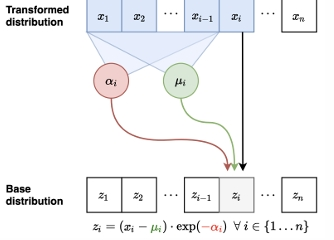 Transformed
distribution
x₁ x₂ ⋯ xᵢ₋₁ xᵢ ⋯ xₙ
αᵢ μᵢ
Base
distribution
z₁ z₂ ⋯ zᵢ₋₁ zᵢ ⋯ zₙ
zᵢ = (xᵢ − μᵢ) · exp(−αᵢ) ∀ i ∈ {1…n}